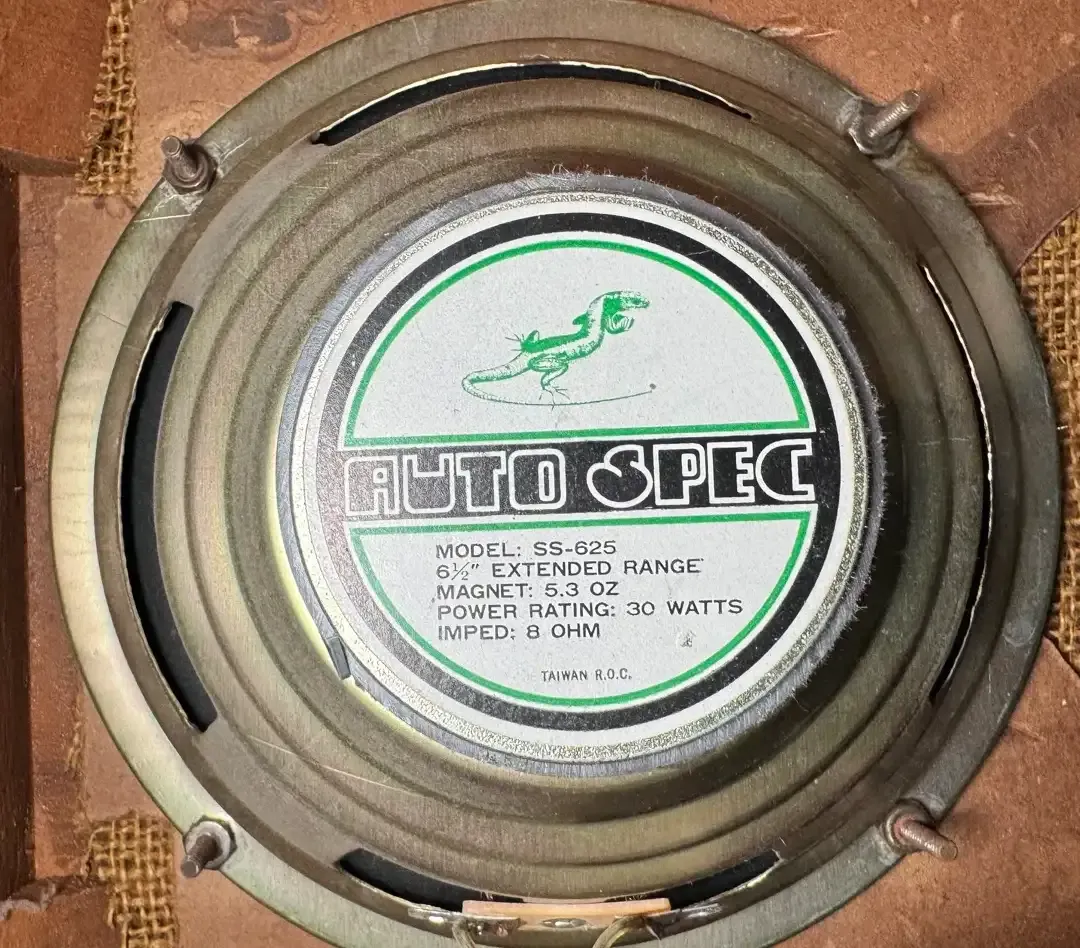 AUTO SPEC
MODEL: SS-625
6½" EXTENDED RANGE
MAGNET: 5.3 OZ
POWER RATING: 30 WATTS
IMPED: 8 OHM
TAIWAN R.O.C.